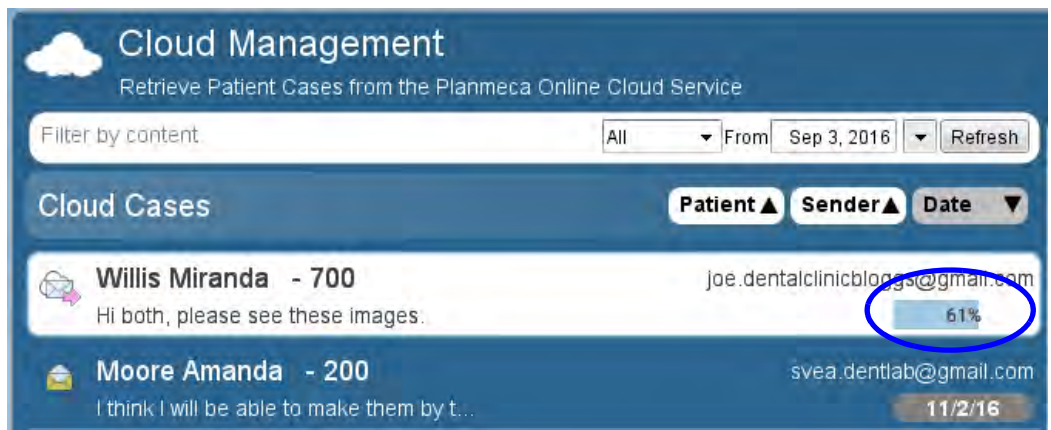 Cloud Management
Retrieve Patient Cases from the Planmeca Online Cloud Service
Filter by content All From Sep 3, 2016 Refresh
Cloud Cases Patient▲ Sender▲ Date ▼
Willis Miranda - 700 joe.dentalclinicbloggs@gmail.com
Hi both, please see these images. 61%
Moore Amanda - 200 svea.dentlab@gmail.com
I think I will be able to make them by t... 11/2/16